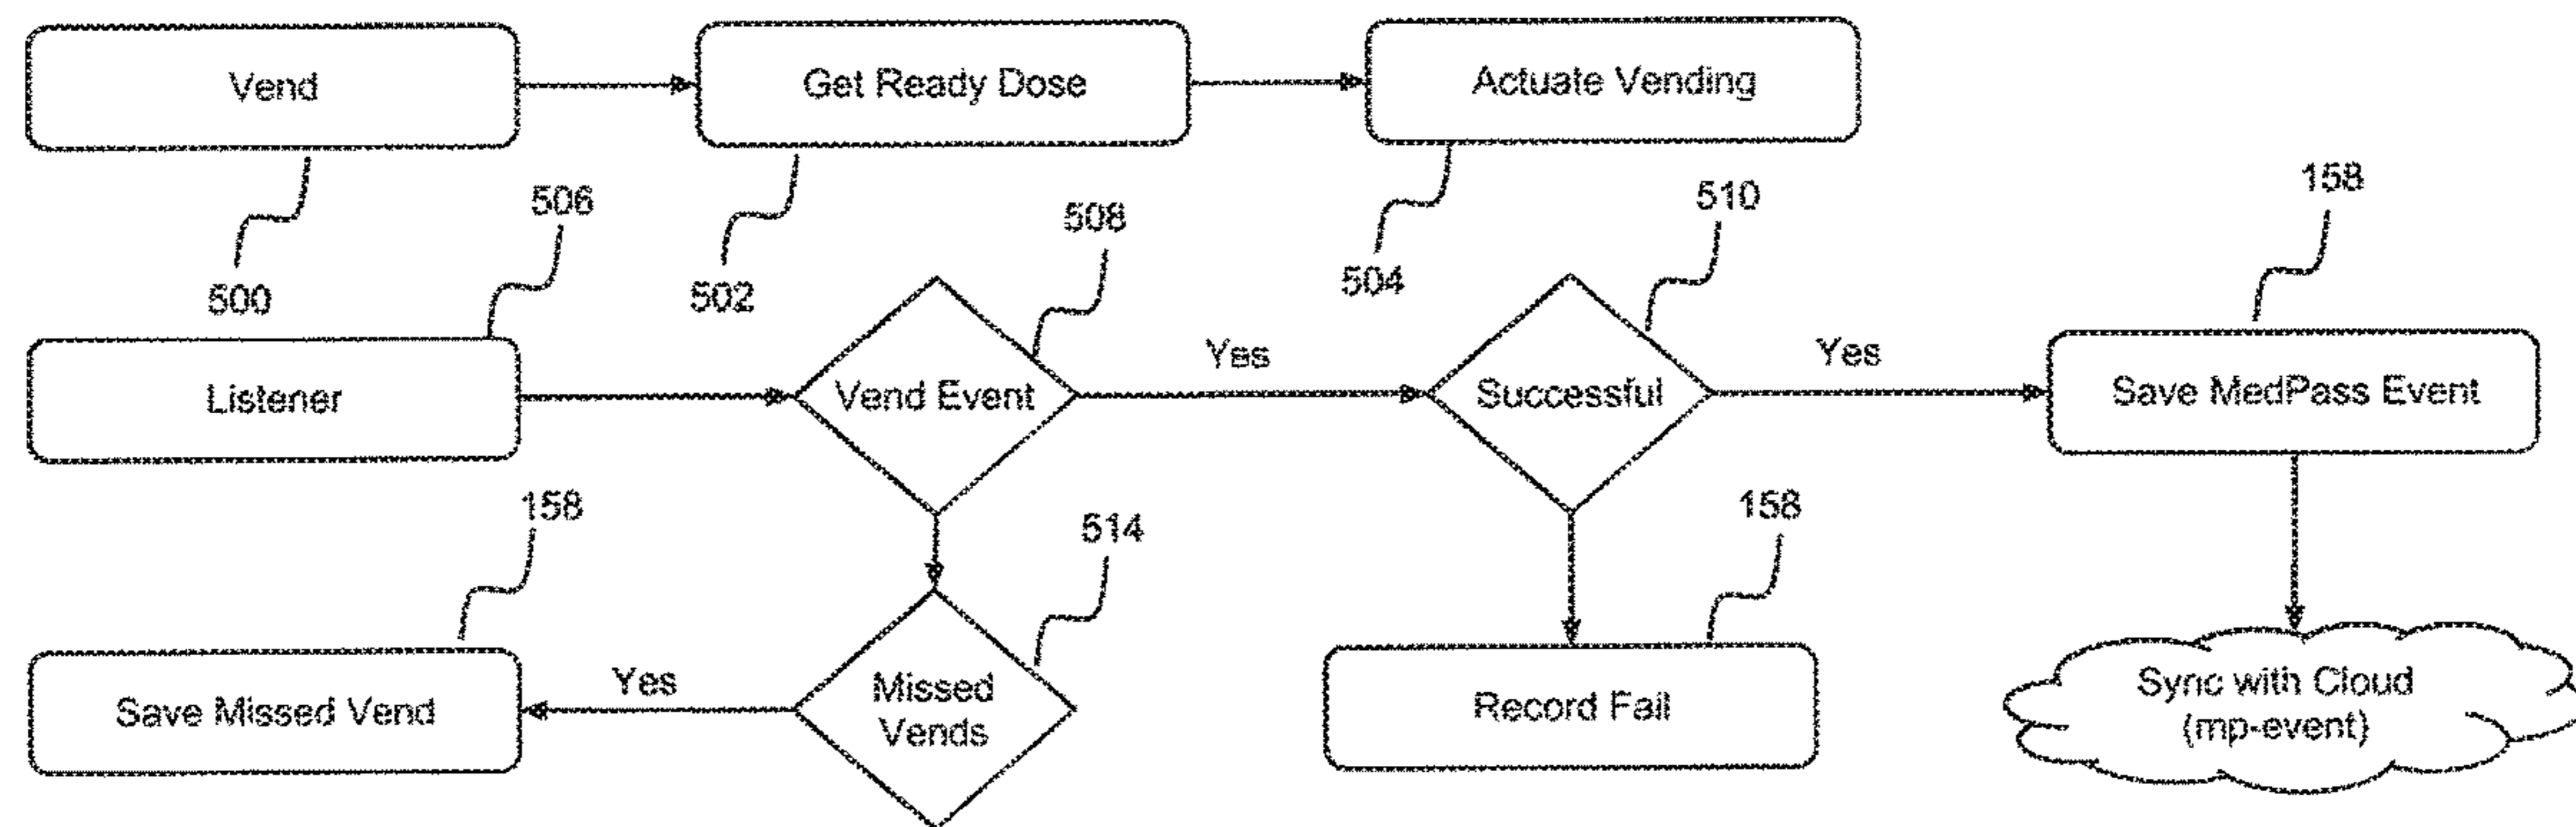 Vend
Get Ready Dose
Actuate Vending
500
502
504
506
508
510
158
Listener
Vend Event
Yes
Successful
Yes
Save MedPass Event
158
514
158
Save Missed Vend
Yes
Missed
Vends
Record Fail
Sync with Cloud
(mp-event)